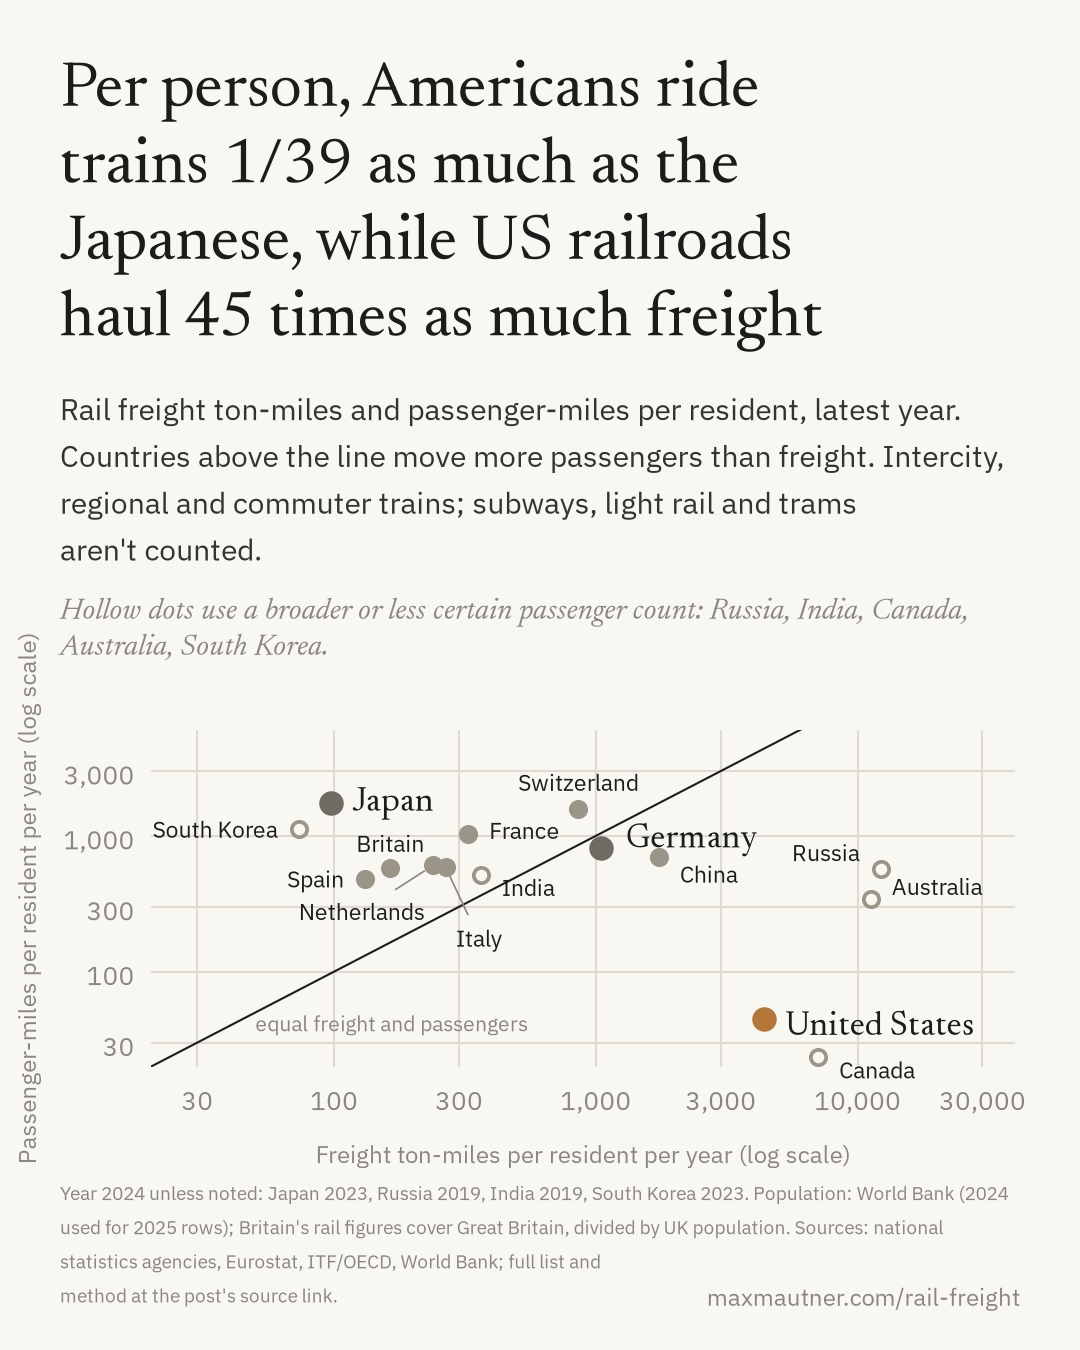 Per person, Americans ride
trains 1/39 as much as the
Japanese, while US railroads
haul 45 times as much freight
Rail freight ton-miles and passenger-miles per resident, latest year.
Countries above the line move more passengers than freight. Intercity,
regional and commuter trains; subways, light rail and trams
aren't counted.
Hollow dots use a broader or less certain passenger count: Russia, India, Canada,
Australia, South Korea.
Passenger-miles per resident per year (log scale)
3,000
1,000
300
100
30
Switzerland
Japan
South Korea
France
Britain
Germany
Russia
Spain
China
India
Australia
Netherlands
Italy
equal freight and passengers
United States
Canada
30
100
300
1,000
3,000
10,000
30,000
Freight ton-miles per resident per year (log scale)
Year 2024 unless noted: Japan 2023, Russia 2019, India 2019, South Korea 2023. Population: World Bank (2024
used for 2025 rows); Britain's rail figures cover Great Britain, divided by UK population. Sources: national
statistics agencies, Eurostat, ITF/OECD, World Bank; full list and
method at the post's source link.
maxmautner.com/rail-freight